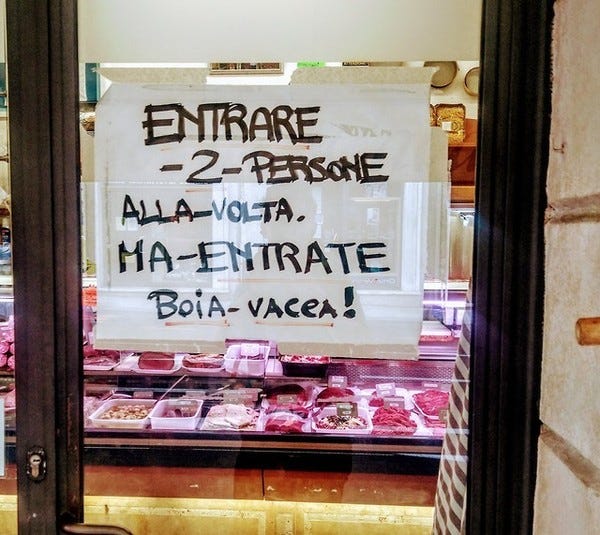 ENTRARE
-2-PERSONE
ALLA-VOLTA.
MA-ENTRATE
BOIA-VACCA!